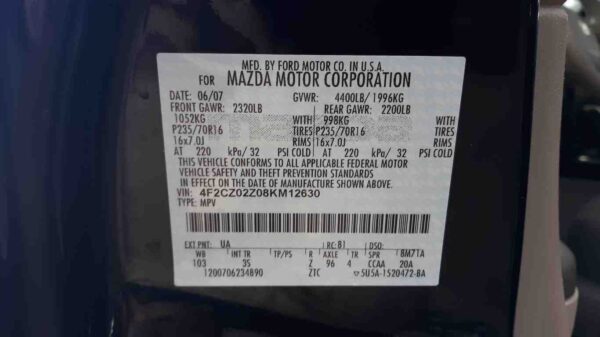 MFD. BY FORD MOTOR CO. IN U.S.A.
FOR MAZDA MOTOR CORPORATION
DATE: 06/07 GVWR: 4400LB/1996KG
FRONT GAWR: 2320LB REAR GAWR: 2200LB
1052KG WITH 998KG WITH
P235/70R16 TIRES P235/70R16 TIRES
16x7.0J RIMS 16x7.0J RIMS
AT 220 kPa/ 32 PSI COLD AT 220 kPa/ 32 PSI COLD
THIS VEHICLE CONFORMS TO ALL APPLICABLE FEDERAL MOTOR
VEHICLE SAFETY AND THEFT PREVENTION STANDARDS
IN EFFECT ON THE DATE OF MANUFACTURE SHOWN ABOVE.
VIN: 4F2CZ02Z08KM12630
TYPE: MPV
EXT PNT: UA RC: 81 DSO:
WB INT TR TP/PS R AXLE TR SPR BM71A
103 3S Z 96 4 CCAA 20A
1200706234890 ZTC 5U5A-1520472-BA